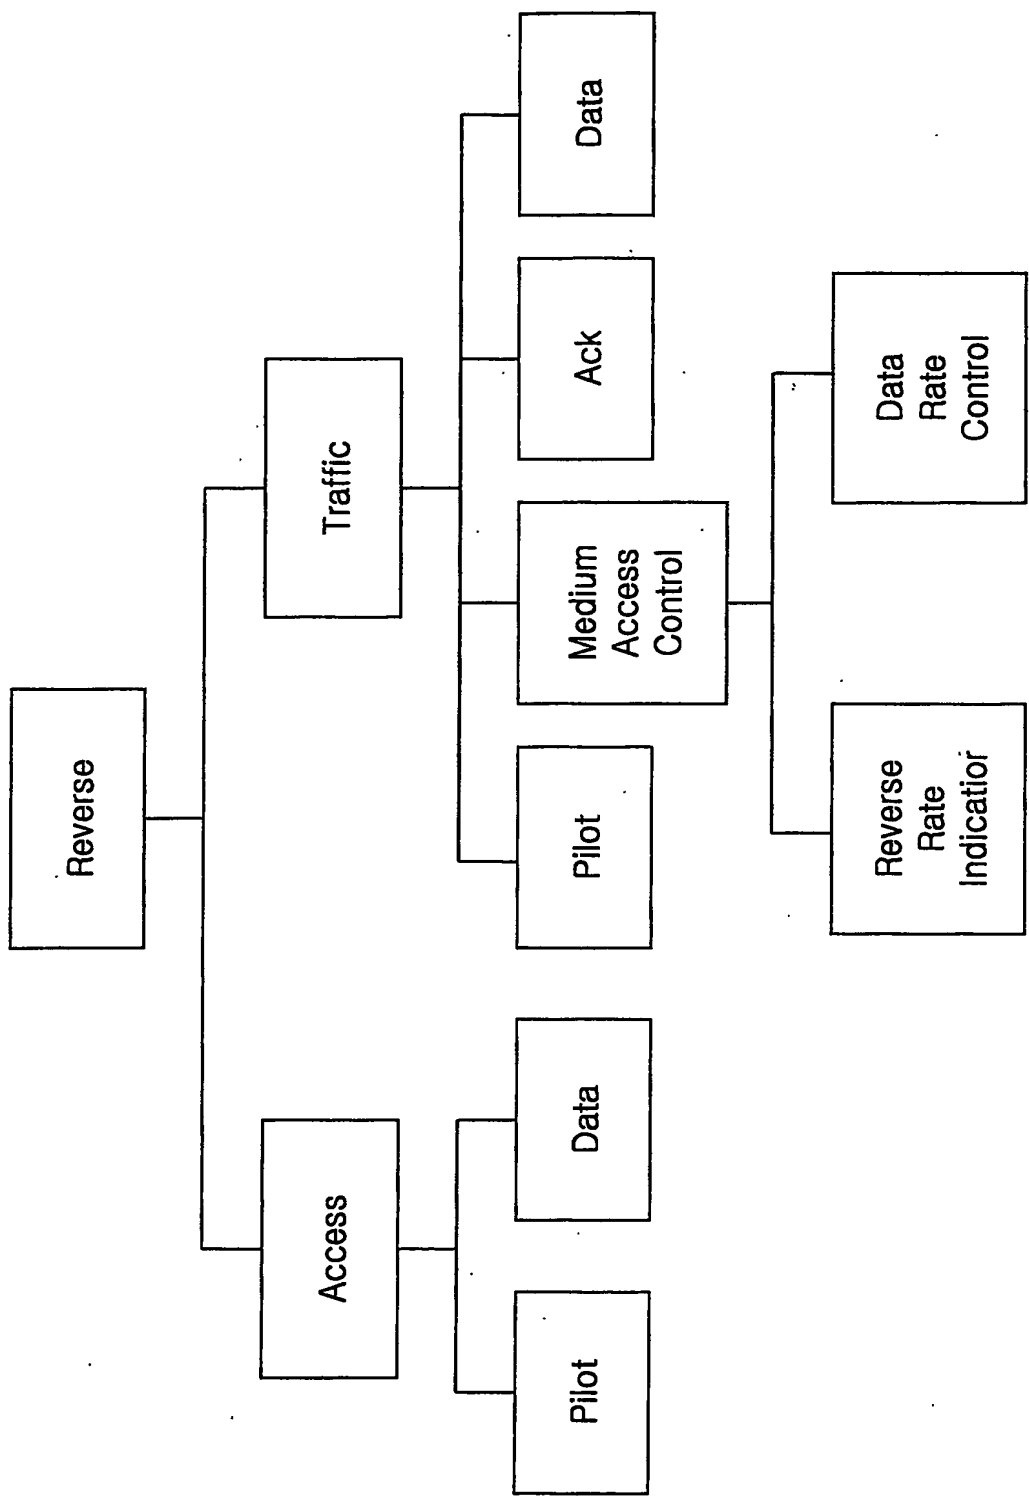 Reverse
Access
Traffic
Pilot
Data
Pilot
Medium
Access
Control
Ack
Data
Reverse
Rate
Indicatior
Data
Rate
Control